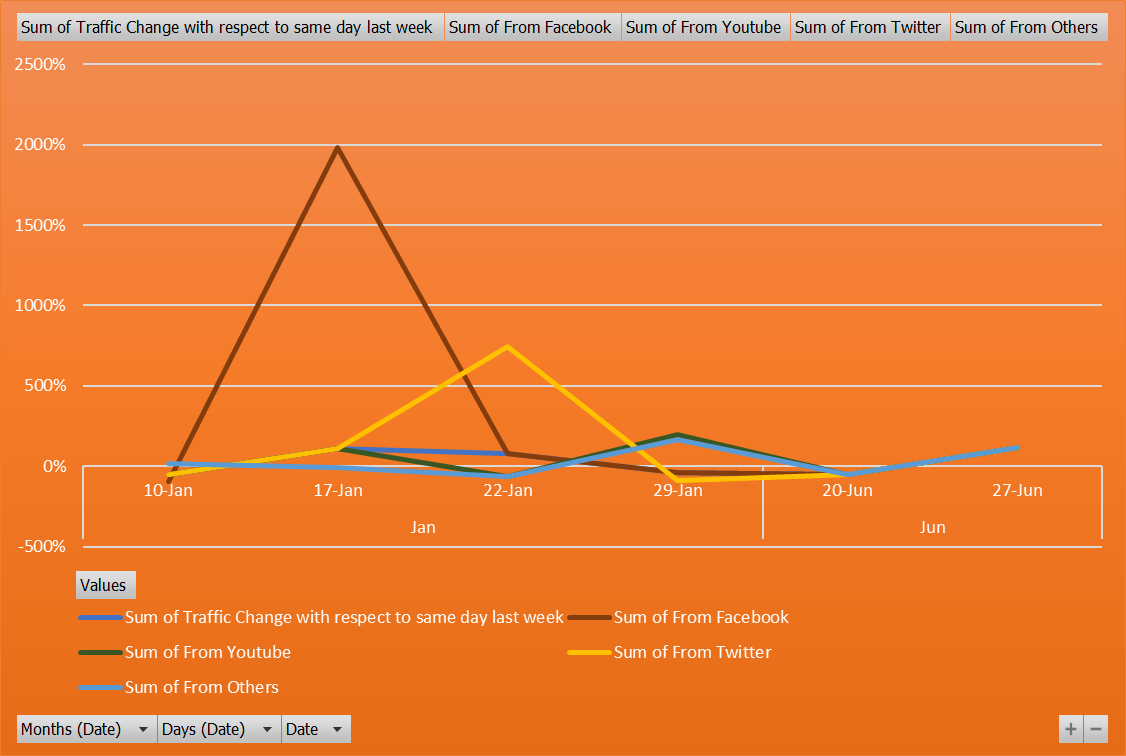 Sum of Traffic Change with respect to same day last week Sum of From Facebook Sum of From Youtube Sum of From Twitter Sum of From Others
2500%
2000%
1500%
1000%
500%
0%
10-Jan 17-Jan 22-Jan 29-Jan 20-Jun 27-Jun
Jan Jun
-500%
Values
Sum of Traffic Change with respect to same day last week Sum of From Facebook
Sum of From Youtube Sum of From Twitter
Sum of From Others
Months (Date) Days (Date) Date + −